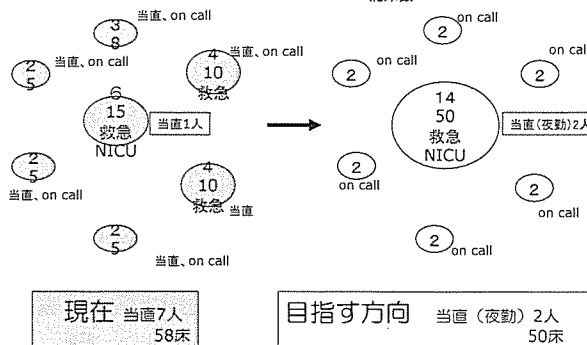 3
8
当直、on call
2
5
当直、on call
4
10
救急
当直、on call
6
15
救急
NICU
当直1人
2
5
当直、on call
4
10
救急
当直
2
5
当直、on call
現在 当直7人
58床
2
on call
2
on call
2
on call
14
50
救急
NICU
当直(夜勤)2人
2
on call
2
on call
2
on call
目指す方向 当直(夜勤)2人
50床